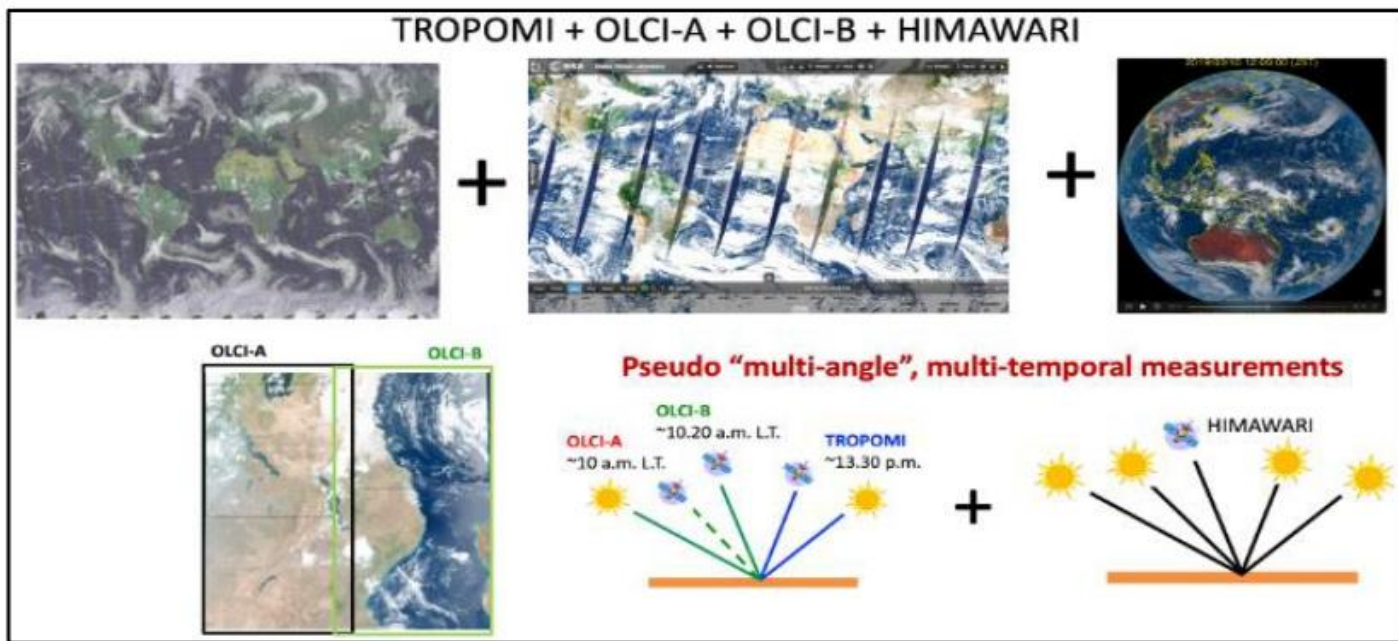 TROPOMI + OLCI-A + OLCI-B + HIMAWARI
+
+
OLCI-A
OLCI-B
Pseudo “multi-angle”, multi-temporal measurements
OLCI-B
~10.20 a.m. L.T.
OLCI-A
~10 a.m. L.T.
TROPOMI
~13.30 p.m.
+
HIMAWARI